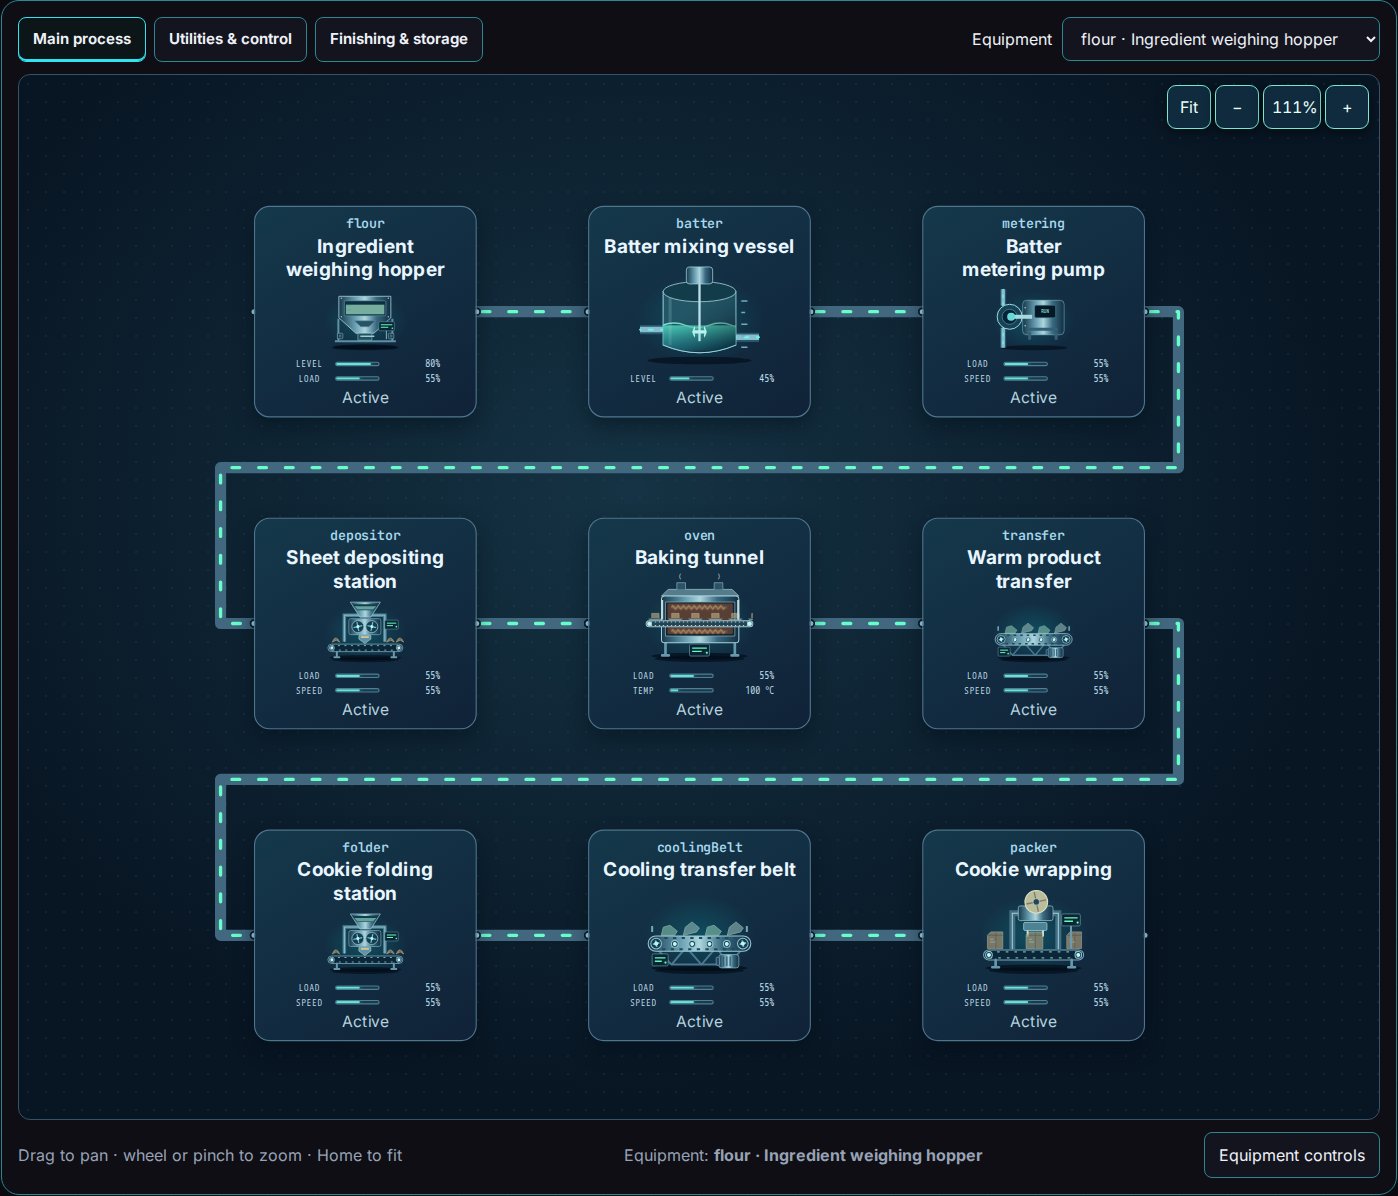 Main process
Utilities & control
Finishing & storage
Equipment
flour · Ingredient weighing hopper
Fit
−
111%
+
flour
Ingredient
weighing hopper
LEVEL 80%
LOAD 55%
Active
batter
Batter mixing vessel
LEVEL 45%
Active
metering
Batter
metering pump
RUN
LOAD 55%
SPEED 55%
Active
depositor
Sheet depositing
station
LOAD 55%
SPEED 55%
Active
oven
Baking tunnel
LOAD 55%
TEMP 100 °C
Active
transfer
Warm product
transfer
LOAD 55%
SPEED 55%
Active
folder
Cookie folding
station
LOAD 55%
SPEED 55%
Active
coolingBelt
Cooling transfer belt
LOAD 55%
SPEED 55%
Active
packer
Cookie wrapping
LOAD 55%
SPEED 55%
Active
Drag to pan · wheel or pinch to zoom · Home to fit
Equipment: flour · Ingredient weighing hopper
Equipment controls